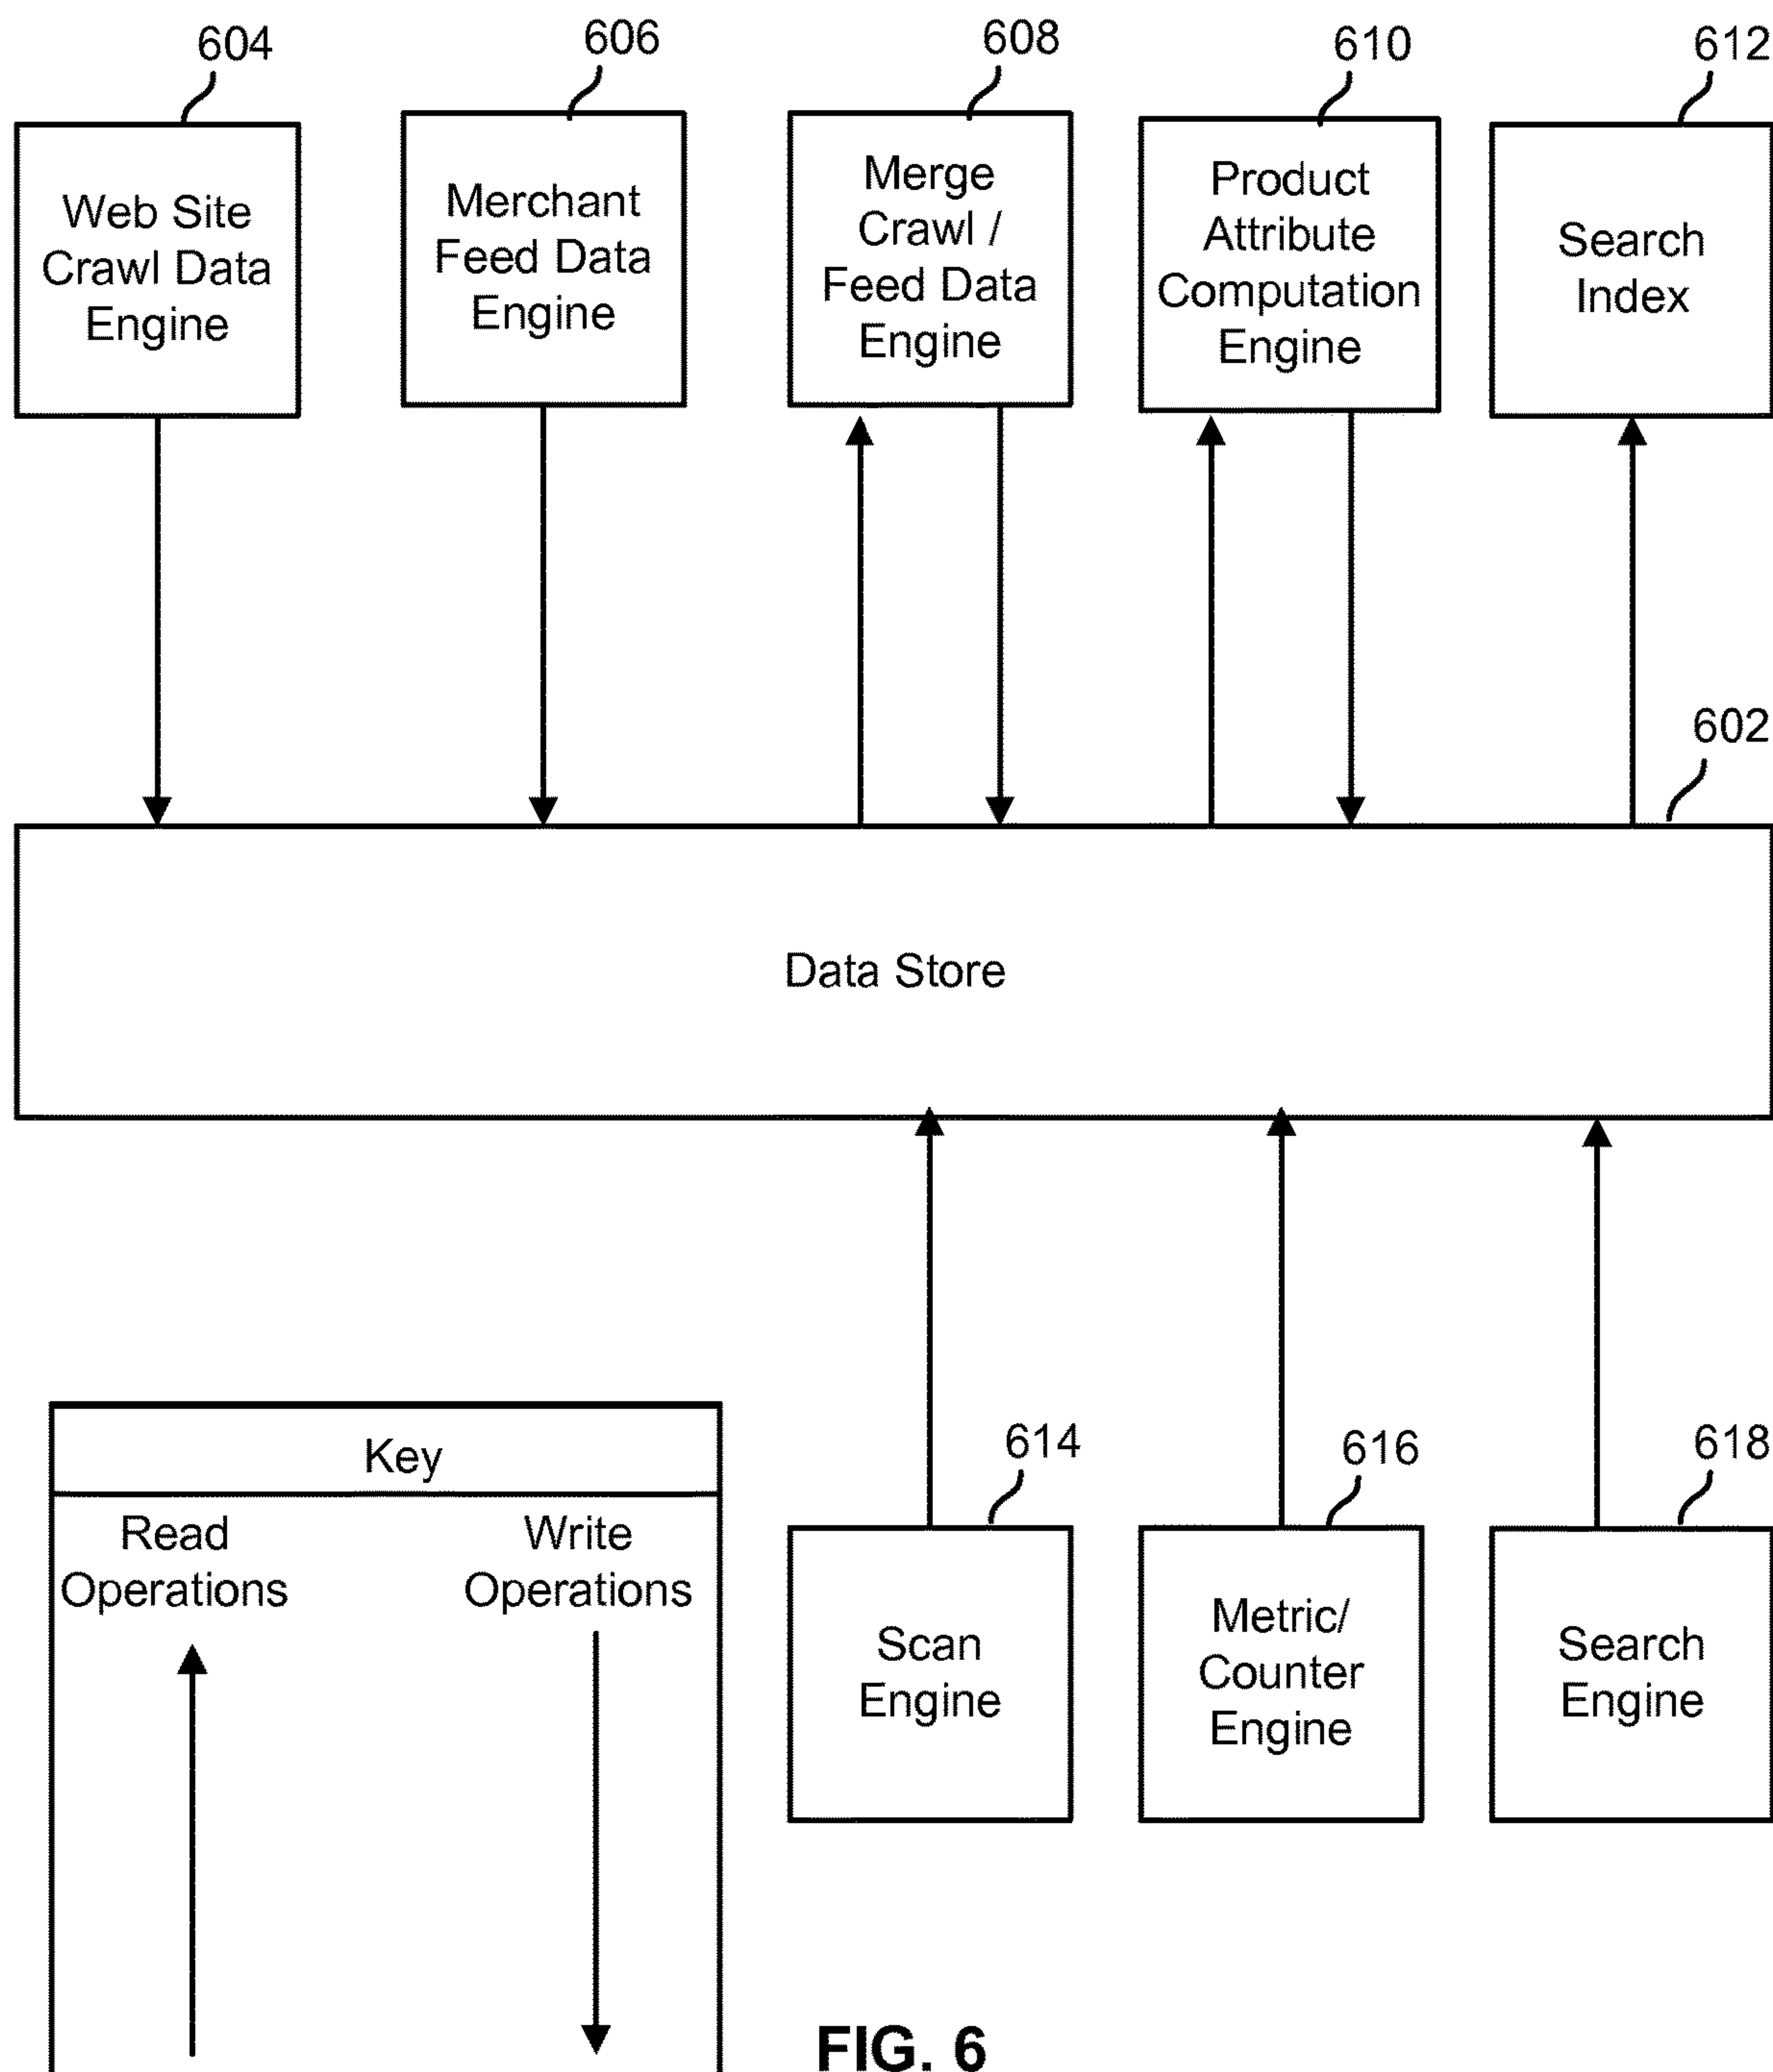 604
606
608
610
612
Web Site
Crawl Data
Engine
Merchant
Feed Data
Engine
Merge
Crawl /
Feed Data
Engine
Product
Attribute
Computation
Engine
Search
Index
602
Data Store
614
616
618
Key
Read
Operations
Write
Operations
Scan
Engine
Metric/
Counter
Engine
Search
Engine
FIG. 6